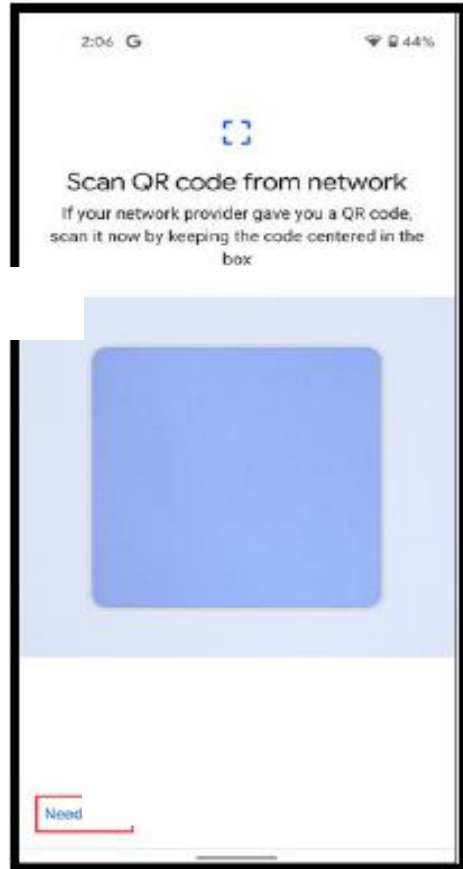 2:06 G 44%
Scan QR code from network
If your network provider gave you a QR code,
scan it now by keeping the code centered in the
box
Need